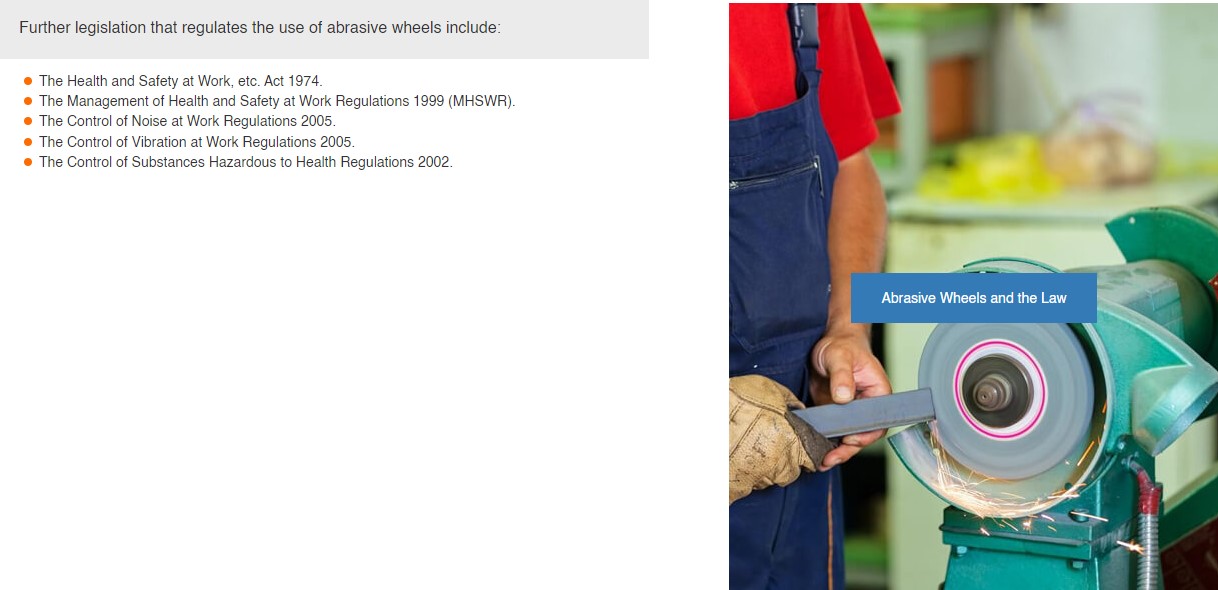 Further legislation that regulates the use of abrasive wheels include:
The Health and Safety at Work, etc. Act 1974.
The Management of Health and Safety at Work Regulations 1999 (MHSWR).
The Control of Noise at Work Regulations 2005.
The Control of Vibration at Work Regulations 2005.
The Control of Substances Hazardous to Health Regulations 2002.
Abrasive Wheels and the Law